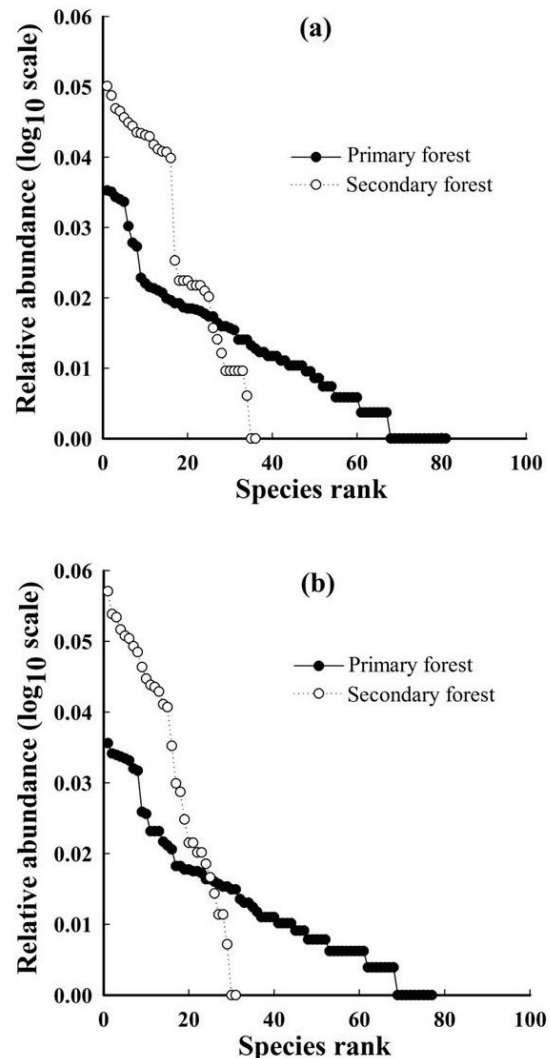 (a)
Relative abundance (log10 scale)
0.06
0.05
0.04
0.03
0.02
0.01
0.00
Primary forest
Secondary forest
0 20 40 60 80 100
Species rank
(b)
Relative abundance (log10 scale)
0.06
0.05
0.04
0.03
0.02
0.01
0.00
Primary forest
Secondary forest
0 20 40 60 80 100
Species rank